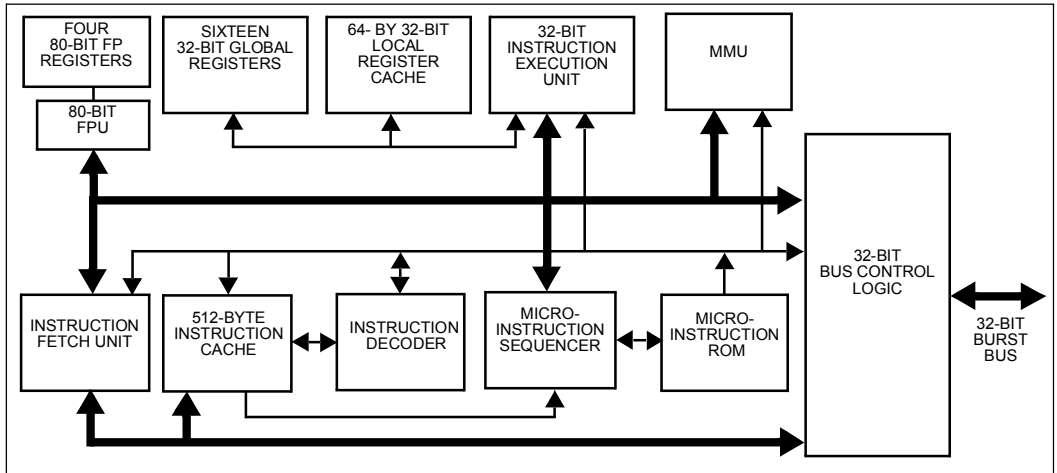 FOUR
80-BIT FP
REGISTERS
80-BIT
FPU
SIXTEEN
32-BIT GLOBAL
REGISTERS
64- BY 32-BIT
LOCAL
REGISTER
CACHE
32-BIT
INSTRUCTION
EXECUTION
UNIT
MMU
32-BIT
BUS CONTROL
LOGIC
32-BIT
BURST
BUS
INSTRUCTION
FETCH UNIT
512-BYTE
INSTRUCTION
CACHE
INSTRUCTION
DECODER
MICRO-
INSTRUCTION
SEQUENCER
MICRO-
INSTRUCTION
ROM